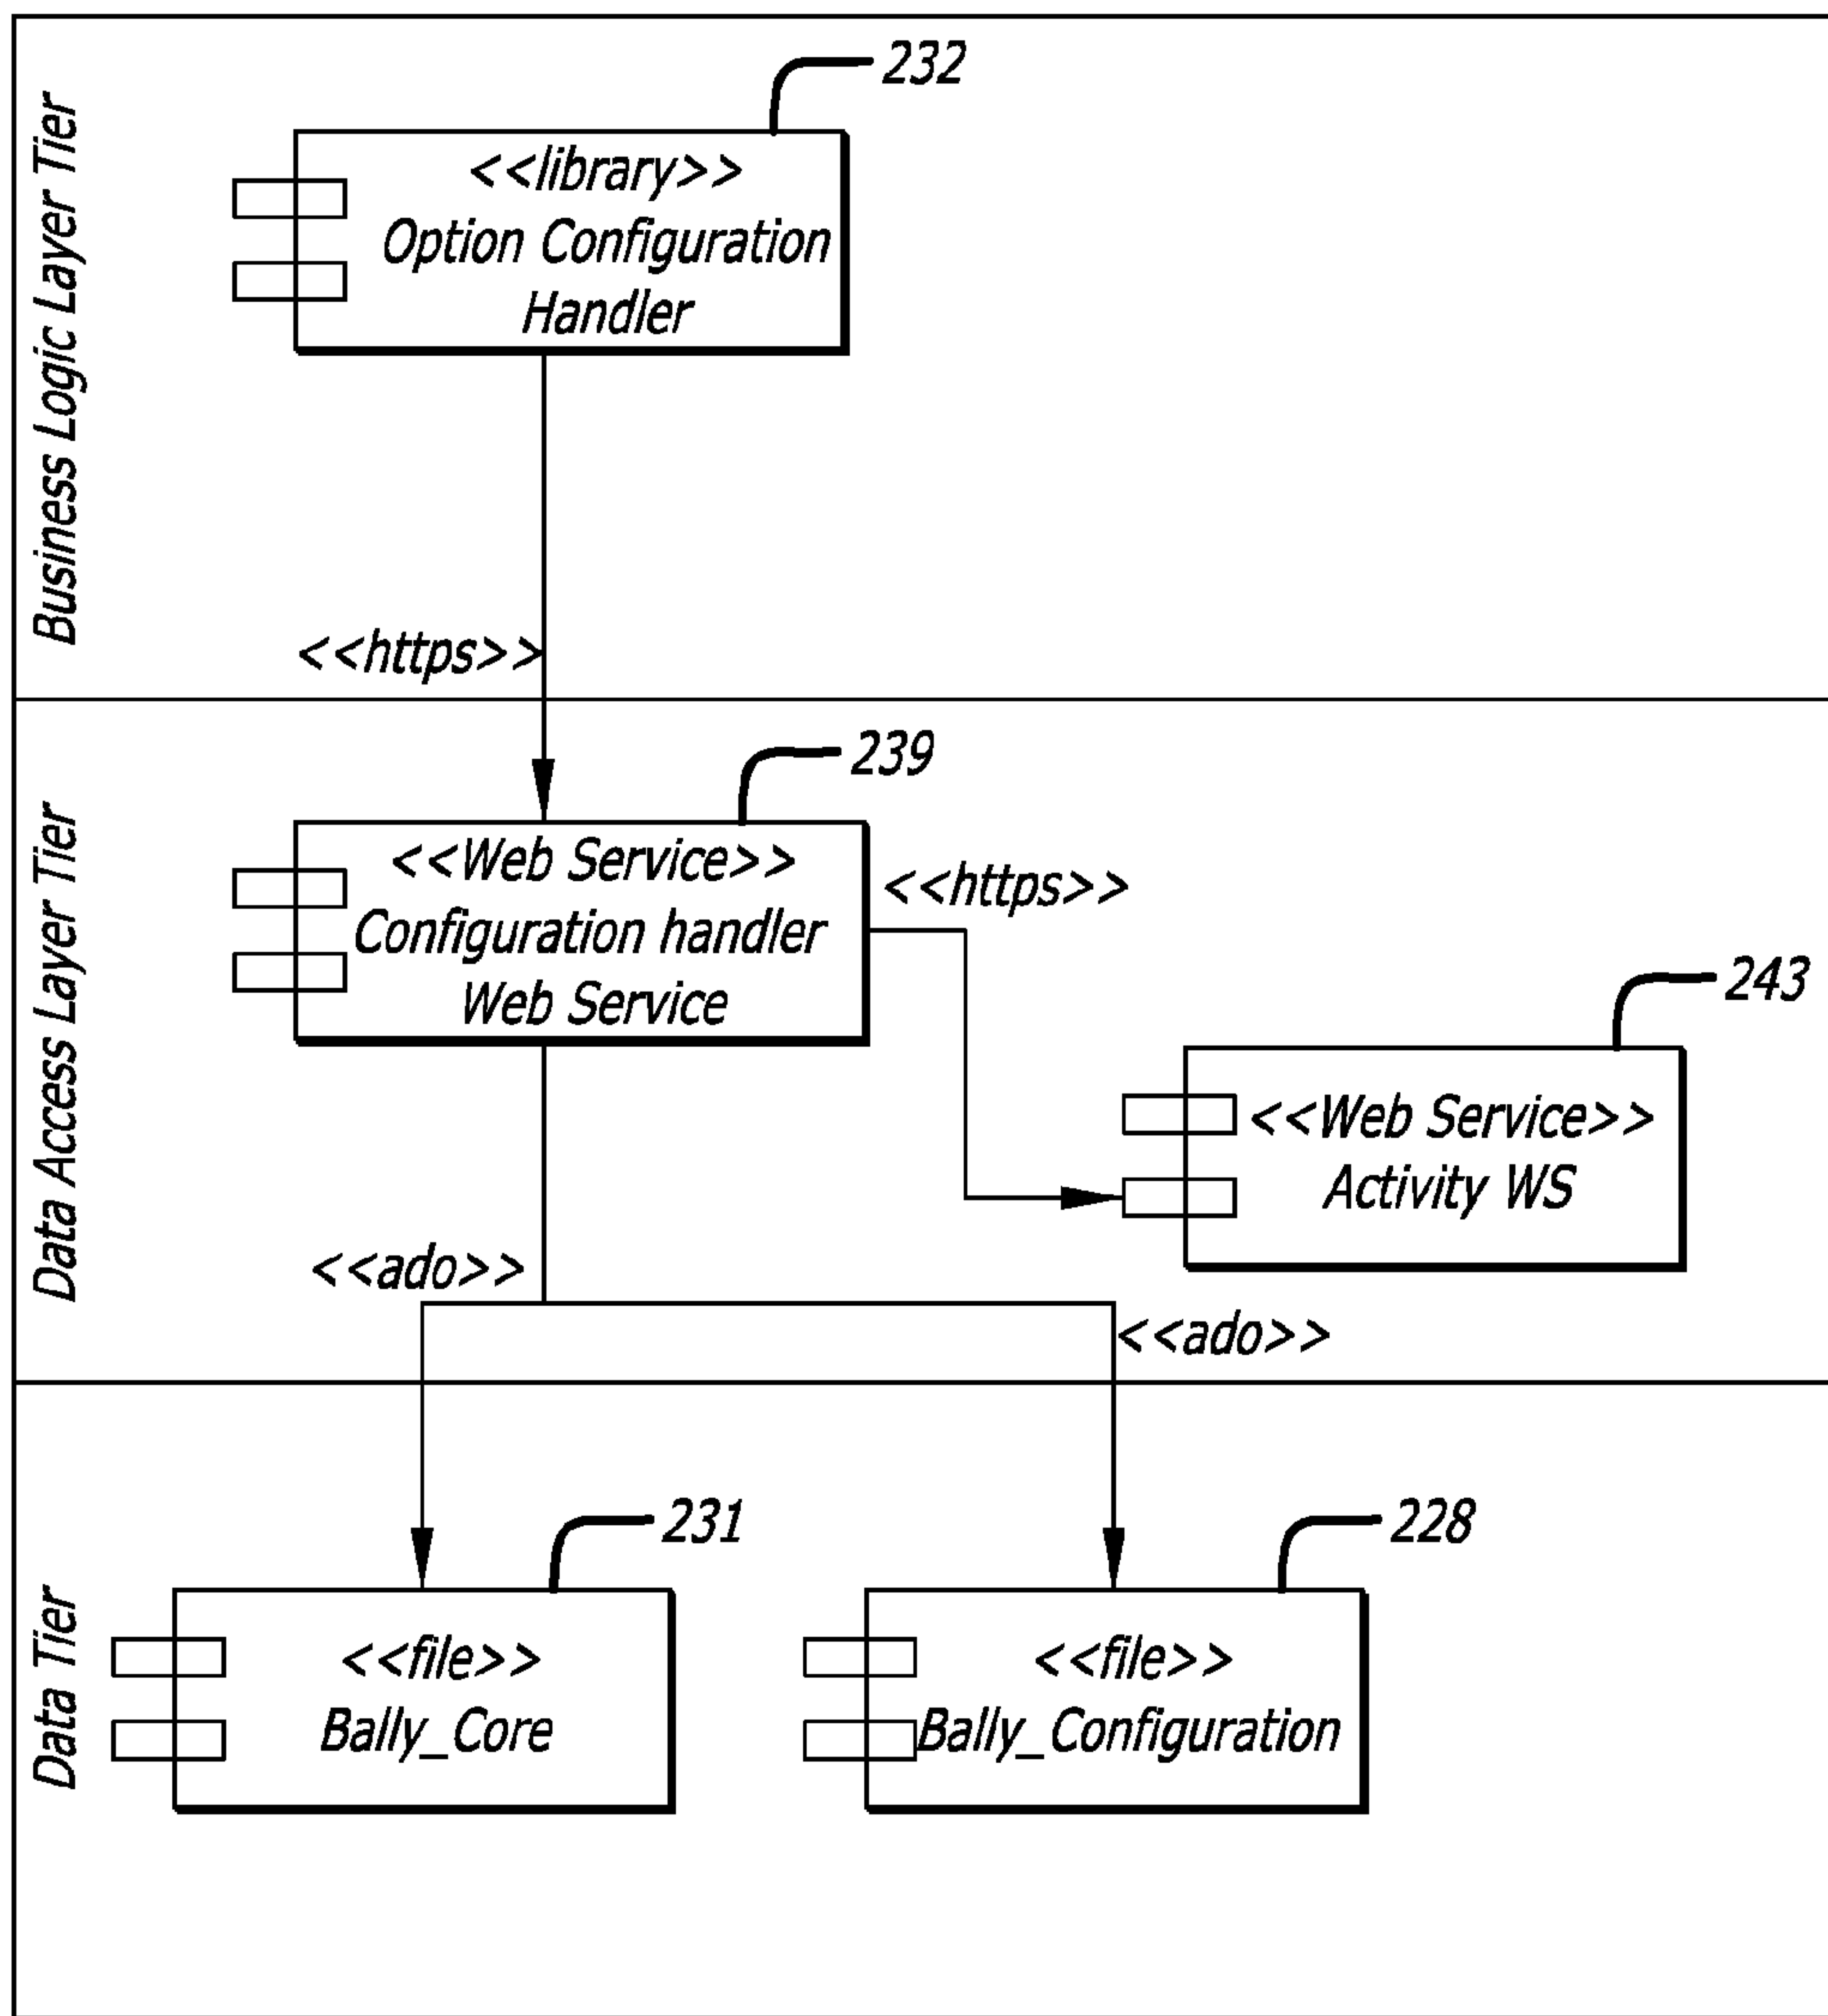 Business Logic Layer Tier
232
<<library>>
Option Configuration
Handler
<<https>>
Data Access Layer Tier
239
<<Web Service>>
Configuration handler
Web Service
<<https>>
243
<<Web Service>>
Activity WS
<<ado>>
<<ado>>
Data Tier
231
<<file>>
Bally_Core
228
<<file>>
Bally_Configuration